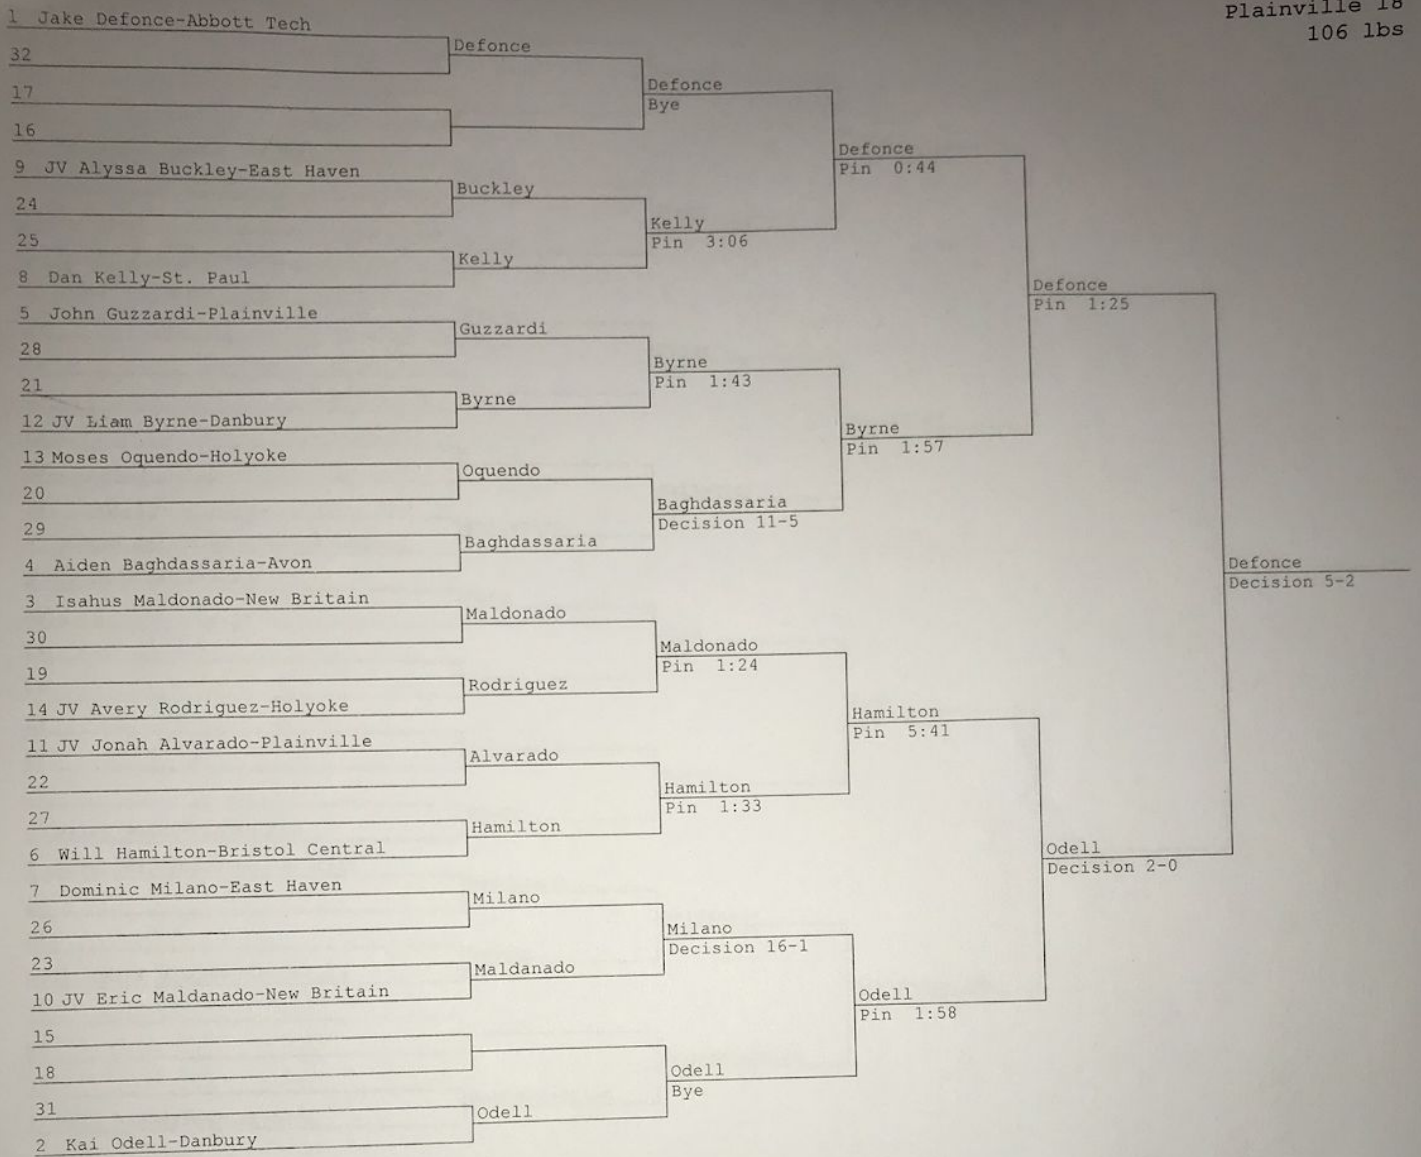 Plainville 18
106 lbs
1 Jake Defonce-Abbott Tech
32
17
16
9 JV Alyssa Buckley-East Haven
24
25
8 Dan Kelly-St. Paul
5 John Guzzardi-Plainville
28
21
12 JV Liam Byrne-Danbury
13 Moses Oquendo-Holyoke
20
29
4 Aiden Baghdassaria-Avon
3 Isahus Maldonado-New Britain
30
19
14 JV Avery Rodriguez-Holyoke
11 JV Jonah Alvarado-Plainville
22
27
6 Will Hamilton-Bristol Central
7 Dominic Milano-East Haven
26
23
10 JV Eric Maldanado-New Britain
15
18
31
2 Kai Odell-Danbury
Defonce
Buckley
Kelly
Guzzardi
Byrne
Oquendo
Baghdassaria
Maldonado
Rodriguez
Alvarado
Hamilton
Milano
Maldanado
Odell
Defonce
Bye
Kelly
Pin 3:06
Byrne
Pin 1:43
Baghdassaria
Decision 11-5
Maldonado
Pin 1:24
Hamilton
Pin 1:33
Milano
Decision 16-1
Odell
Bye
Defonce
Pin 0:44
Byrne
Pin 1:57
Hamilton
Pin 5:41
Odell
Pin 1:58
Defonce
Pin 1:25
Odell
Decision 2-0
Defonce
Decision 5-2